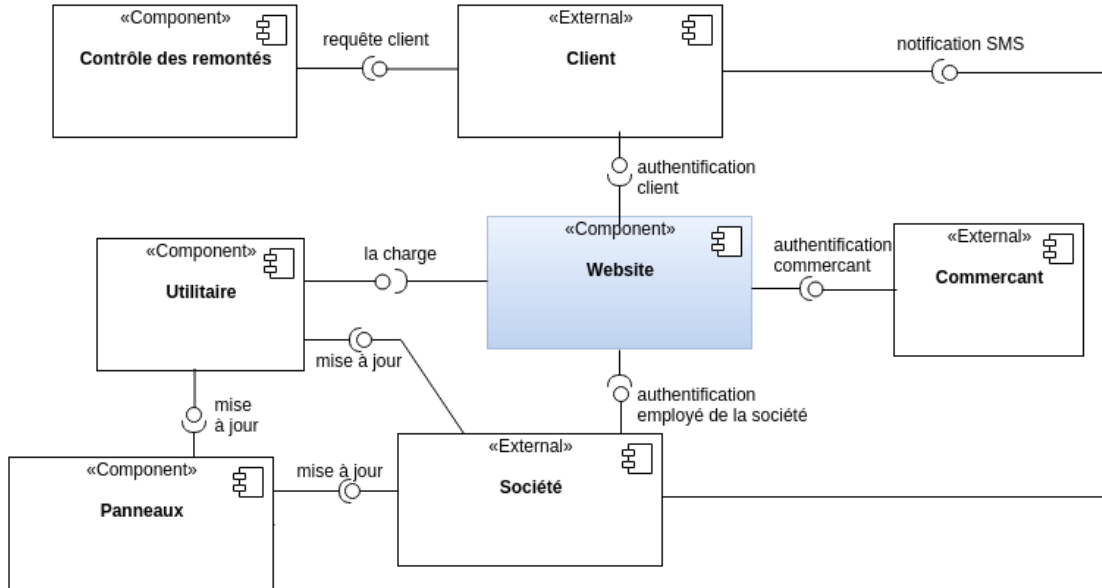 «Component»
Contrôle des remontés
requête client
«External»
Client
notification SMS
authentification
client
«Component»
Website
«Component»
Utilitaire
la charge
authentification
commercant
«External»
Commercant
mise à jour
mise
à jour
authentification
employé de la société
«Component»
Panneaux
mise à jour
«External»
Société